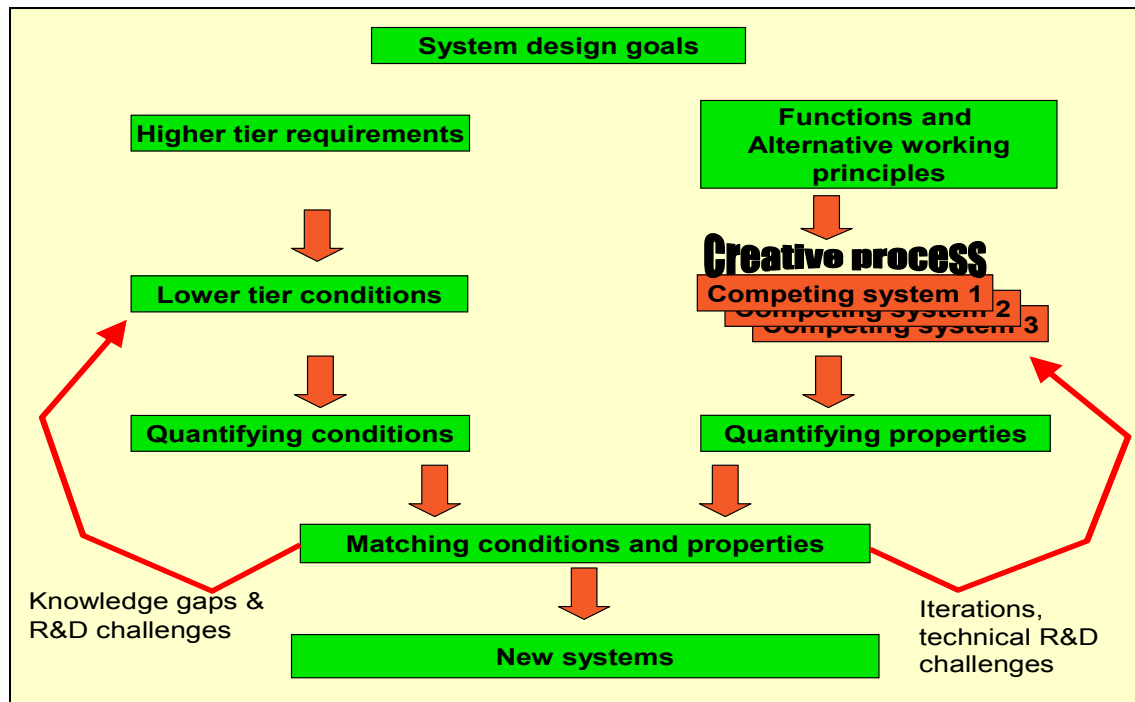 System design goals
Higher tier requirements
Functions and
Alternative working
principles
Creative process
Lower tier conditions
Competing system 1
Competing system 2
Competing system 3
Quantifying conditions
Quantifying properties
Matching conditions and properties
Knowledge gaps &
R&D challenges
Iterations,
technical R&D
challenges
New systems